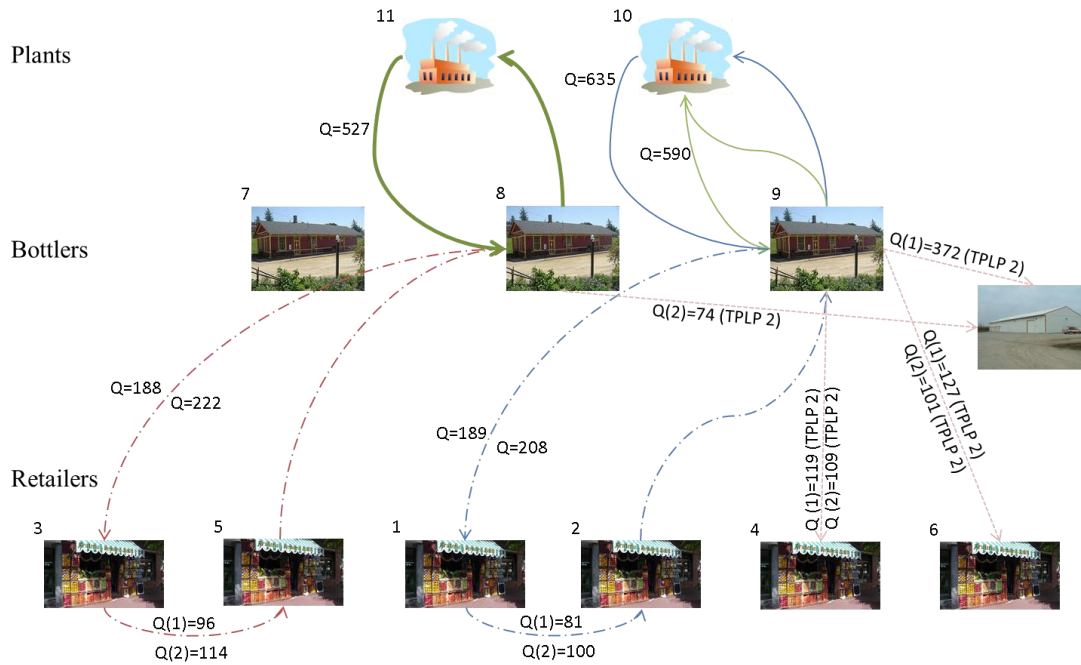 11
10
Plants
Q=635
Q=527
Q=590
7
8
9
Bottlers
Q(1)=372 (TPLP 2)
Q(2)=74 (TPLP 2)
Q(1)=127 (TPLP 2)
Q(2)=101 (TPLP 2)
Q=188
Q=222
Q=189
Q=208
Q (1)=119 (TPLP 2)
Q (2)=109 (TPLP 2)
Retailers
3
5
1
2
4
6
Q(1)=96
Q(2)=114
Q(1)=81
Q(2)=100